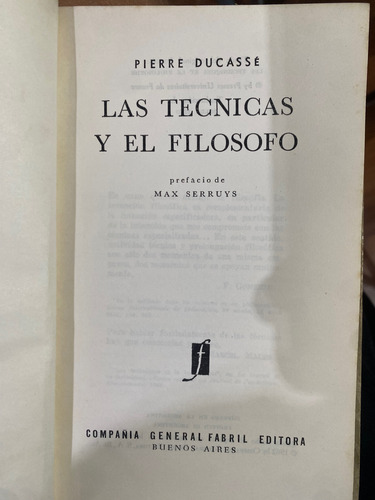 PIERRE DUCASSÉ
LAS TECNICAS
Y EL FILOSOFO
prefacio de
MAX SERRUYS
f
COMPAÑIA GENERAL FABRIL EDITORA
BUENOS AIRES